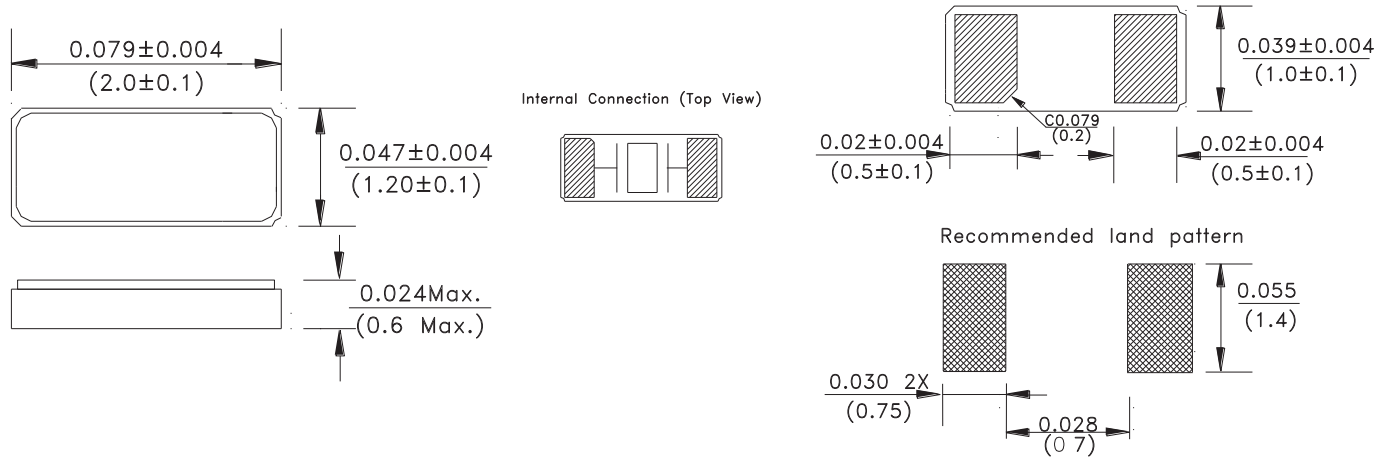 0.079±0.004
(2.0±0.1)
0.047±0.004
(1.20±0.1)
0.024Max.
(0.6 Max.)
Internal Connection (Top View)
0.039±0.004
(1.0±0.1)
C0.079
(0.2)
0.02±0.004
(0.5±0.1)
0.02±0.004
(0.5±0.1)
Recommended land pattern
0.055
(1.4)
0.030 2X
(0.75)
0.028
(0 7)